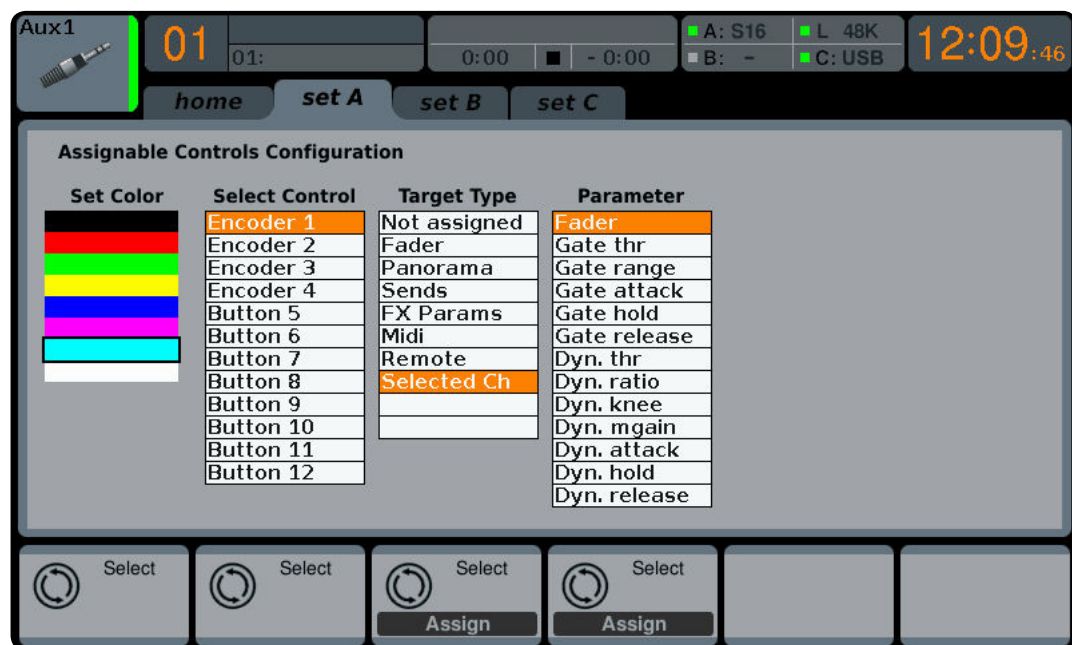 Aux1
01
01:
0:00 - 0:00
A: S16 L 48K
B: - C: USB
12:09:46
home set A set B set C
Assignable Controls Configuration
Set Color Select Control Target Type Parameter
Encoder 1 Not assigned Fader
Encoder 2 Fader Gate thr
Encoder 3 Panorama Gate range
Encoder 4 Sends Gate attack
Button 5 FX Params Gate hold
Button 6 Midi Gate release
Button 7 Remote Dyn. thr
Button 8 Selected Ch Dyn. ratio
Button 9 Dyn. knee
Button 10 Dyn. mgain
Button 11 Dyn. attack
Button 12 Dyn. hold
Dyn. release
Select Select Select Select
Assign Assign